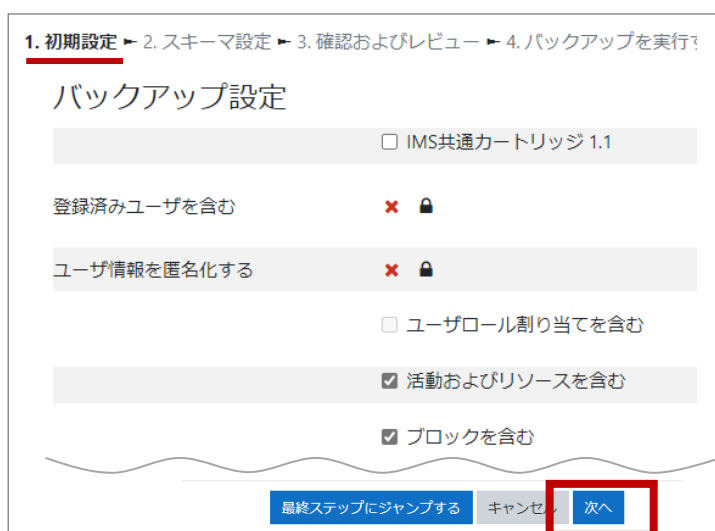 1. 初期設定 ► 2. スキーマ設定 ► 3. 確認およびレビュー ► 4. バックアップを実行す
バックアップ設定
IMS共通カートリッジ 1.1
登録済みユーザを含む
ユーザ情報を匿名化する
ユーザロール割り当てを含む
活動およびリソースを含む
ブロックを含む
最終ステップにジャンプする キャンセル 次へ